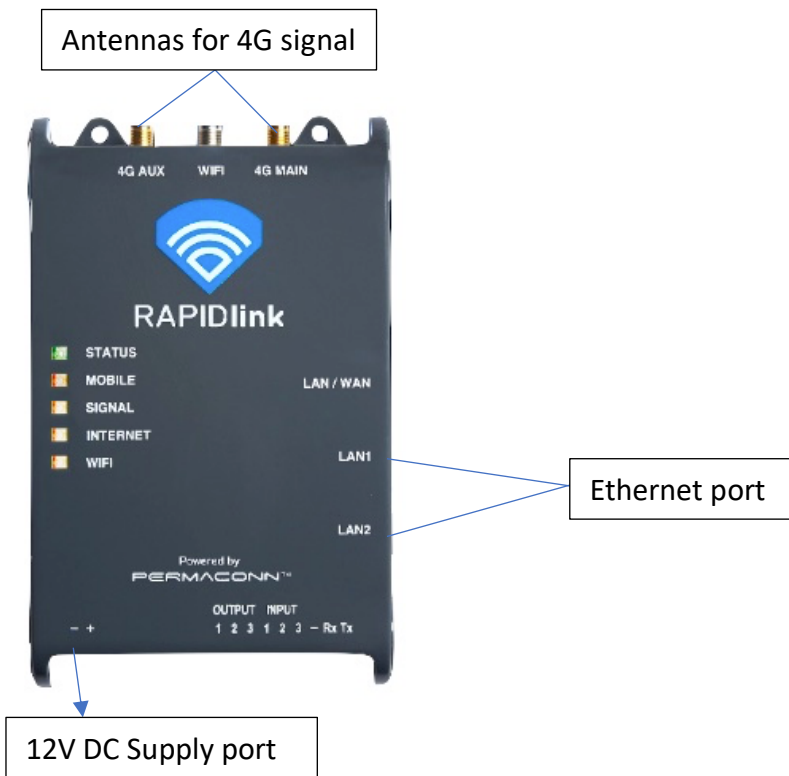 Antennas for 4G signal
4G AUX WIFI 4G MAIN
RAPIDlink
STATUS
MOBILE
LAN / WAN
SIGNAL
INTERNET
WIFI
LAN1
Ethernet port
LAN2
Powered by
PERMACONN™
OUTPUT INPUT
- + 1 2 3 1 2 3 - Rx Tx
12V DC Supply port